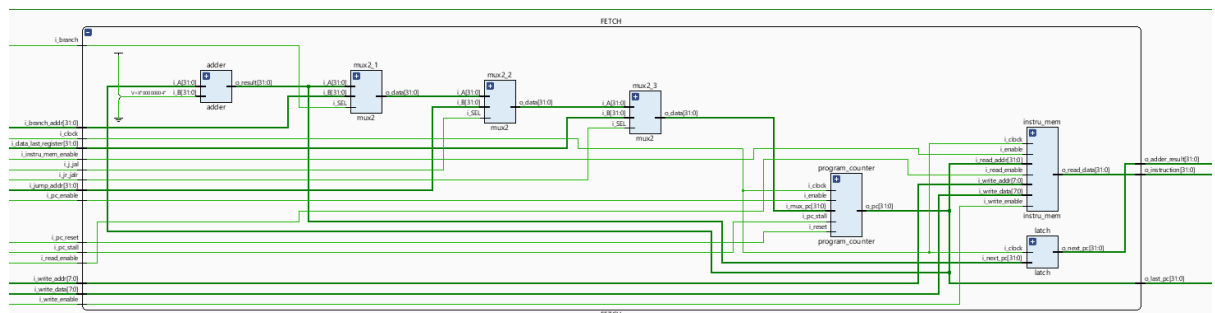 FETCH
i_branch
adder
i_A[31:0]
i_B[31:0]
o_result[31:0]
adder
mux2_1
i_A[31:0]
i_B[31:0]
i_SEL
o_data[31:0]
mux2
mux2_2
i_A[31:0]
i_B[31:0]
i_SEL
o_data[31:0]
mux2
mux2_3
i_A[31:0]
i_B[31:0]
i_SEL
o_data[31:0]
mux2
i_branch_addr[31:0]
i_clock
i_data_last_register[31:0]
i_instru_mem_enable
i_j_jal
i_jr_jalr
i_jump_addr[31:0]
i_pc_enable
i_pc_reset
i_pc_stall
i_read_enable
i_write_addr[7:0]
i_write_data[7:0]
i_write_enable
program_counter
i_clock
i_enable
i_mux_pc[31:0]
i_pc_stall
i_reset
o_pc[31:0]
program_counter
instru_mem
i_clock
i_enable
i_read_addr[31:0]
i_read_enable
i_write_addr[7:0]
i_write_data[7:0]
i_write_enable
o_read_data[31:0]
instru_mem
latch
i_clock
i_next_pc[31:0]
o_next_pc[31:0]
latch
o_adder_result[31:0]
o_instruction[31:0]
o_last_pc[31:0]
FETCH